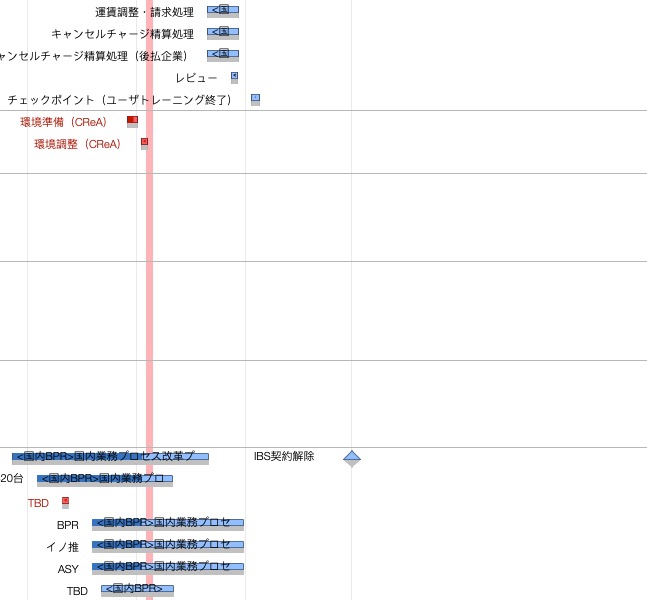 運賃調整・請求処理 <国
キャンセルチャージ精算処理 <国
ャンセルチャージ精算処理（後払企業） <国
レビュー
チェックポイント（ユーザトレーニング終了）
環境準備（CReA）
環境調整（CReA）
<国内BPR>国内業務プロセス改革プ IBS契約解除
20台 <国内BPR>国内業務プロ
TBD
BPR <国内BPR>国内業務プロセ
イノ推 <国内BPR>国内業務プロセ
ASY <国内BPR>国内業務プロセ
TBD <国内BPR>